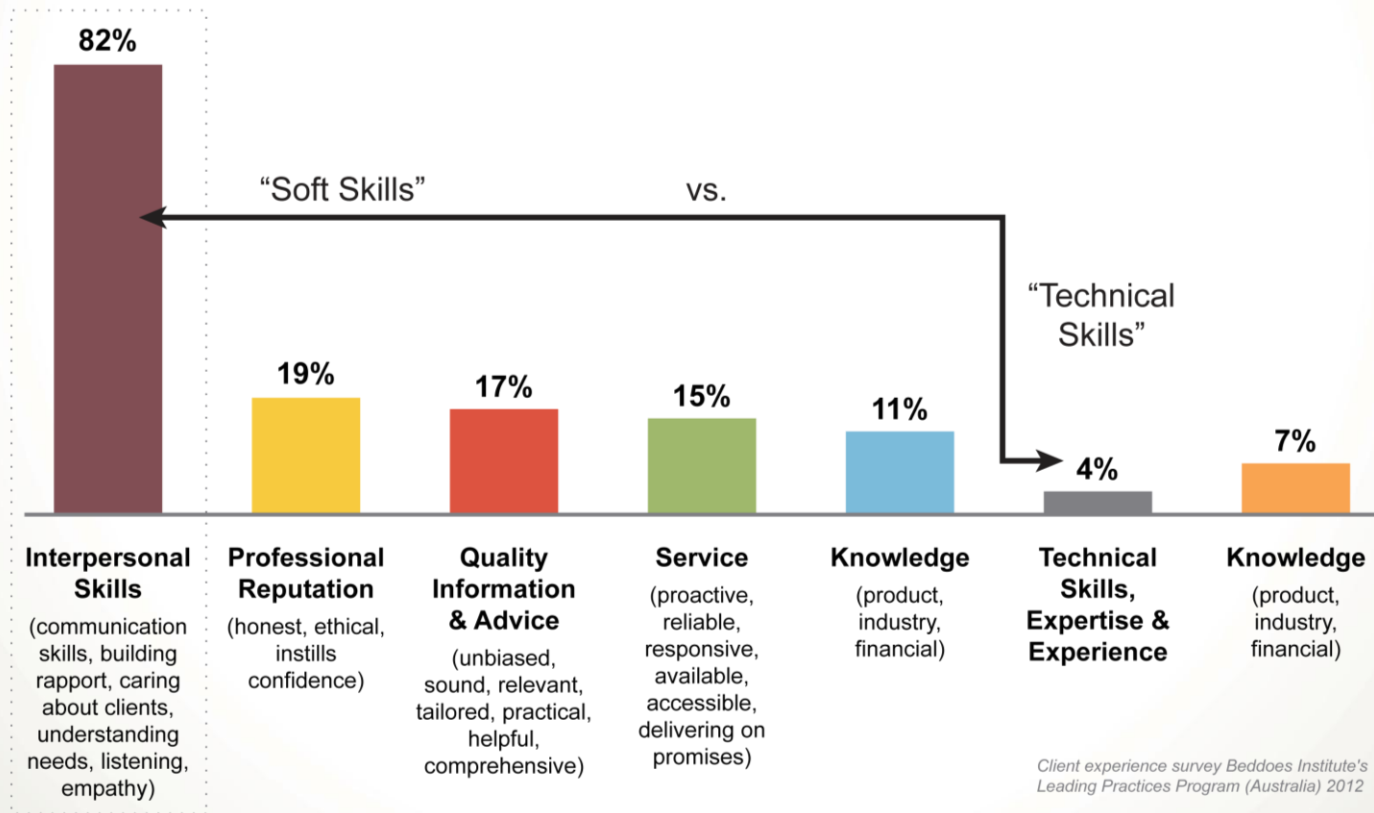 82%
“Soft Skills”
vs.
“Technical
Skills”
19%
17%
15%
11%
4%
7%
Interpersonal
Skills
(communication
skills, building
rapport, caring
about clients,
understanding
needs, listening,
empathy)
Professional
Reputation
(honest, ethical,
instills
confidence)
Quality
Information
& Advice
(unbiased,
sound, relevant,
tailored, practical,
helpful,
comprehensive)
Service
(proactive,
reliable,
responsive,
available,
accessible,
delivering on
promises)
Knowledge
(product,
industry,
financial)
Technical
Skills,
Expertise &
Experience
Knowledge
(product,
industry,
financial)
Client experience survey Beddoes Institute's
Leading Practices Program (Australia) 2012